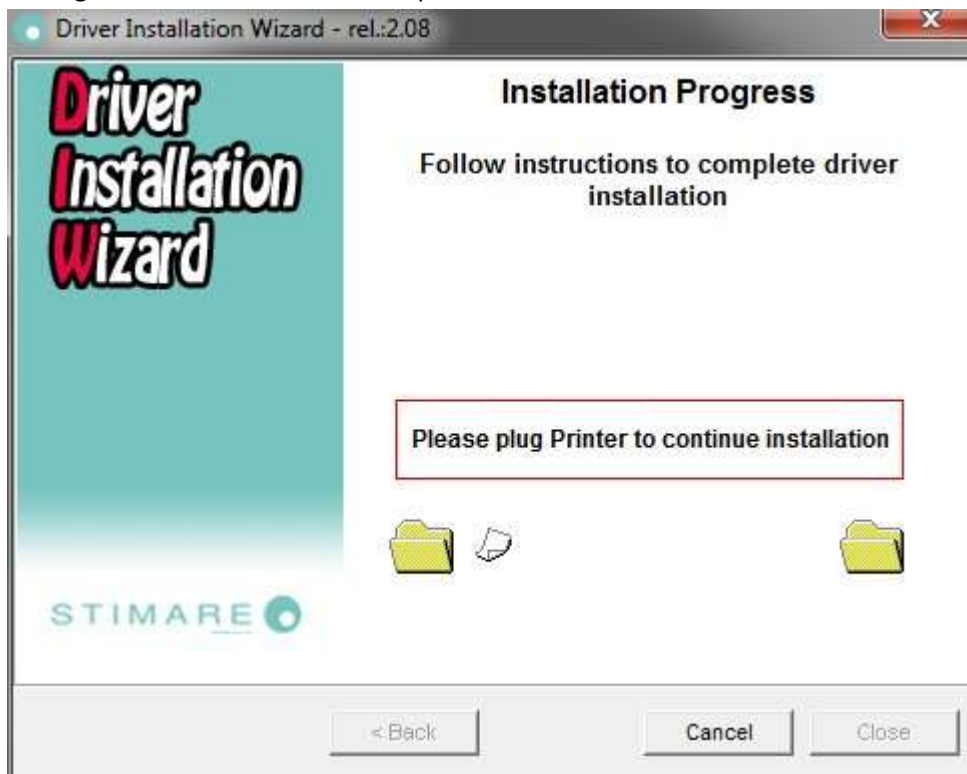 Driver Installation Wizard - rel.:2.08
Driver
Installation
Wizard
Installation Progress
Follow instructions to complete driver
installation
Please plug Printer to continue installation
STIMARE
< Back
Cancel
Close